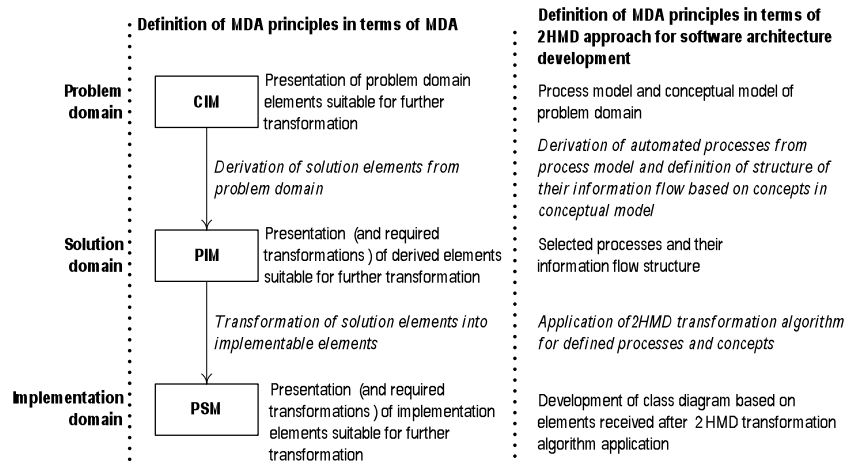 Definition of MDA principles in terms of MDA
Definition of MDA principles in terms of
2HMD approach for software architecture
development
Problem
domain
CIM
Presentation of problem domain
elements suitable for further
transformation
Process model and conceptual model of
problem domain
Derivation of solution elements from
problem domain
Derivation of automated processes from
process model and definition of structure of
their information flow based on concepts in
conceptual model
Solution
domain
PIM
Presentation (and required
transformations ) of derived elements
suitable for further transformation
Selected processes and their
information flow structure
Transformation of solution elements into
implementable elements
Application of2HMD transformation algorithm
for defined processes and concepts
Implementation
domain
PSM
Presentation (and required
transformations ) of implementation
elements suitable for further
transformation
Development of class diagram based on
elements received after 2 HMD transformation
algorithm application